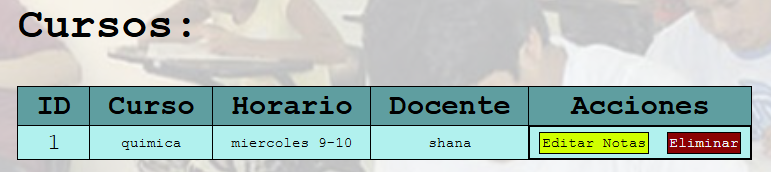 Cursos:
ID Curso Horario Docente Acciones
1 quimica miercoles 9-10 shana Editar Notas Eliminar